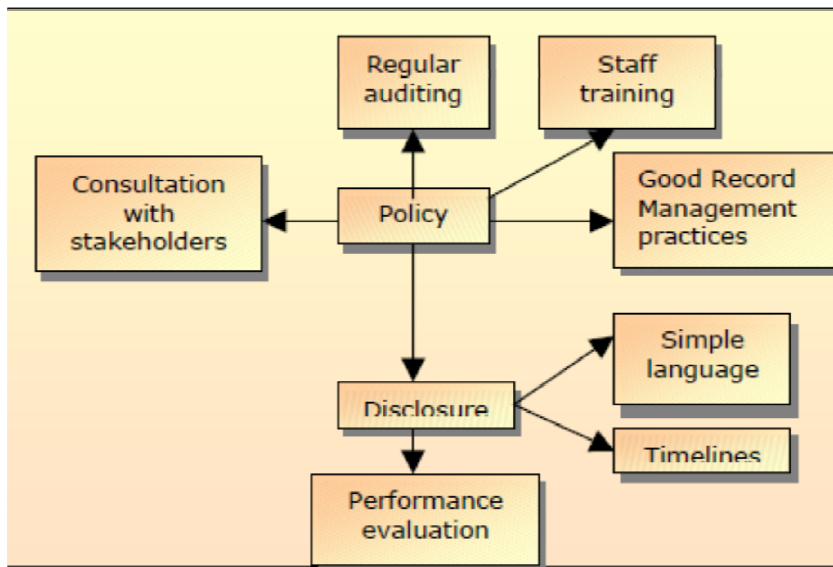 Regular
auditing
Staff
training
Consultation
with
stakeholders
Policy
Good Record
Management
practices
Simple
language
Disclosure
Timelines
Performance
evaluation